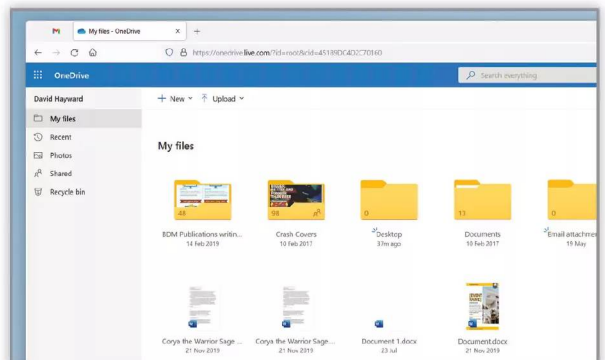 My files - OneDrive
https://onedrive.live.com/?id=root&cid=
OneDrive
Search everything
David Hayward
New
Upload
My files
Recent
Photos
Shared
Recycle bin
My files
48
98
0
13
0
BDM Publications writin...
Crash Covers
Desktop
Documents
Email attachmen
14 Feb 2019
10 Feb 2017
37m ago
10 Feb 2017
19 May
Corya the Warrior Sage ...
Corya the Warrior Sage ...
Document 1.docx
Document.docx
21 Nov 2019
21 Nov 2019
23 Jul
21 Nov 2019